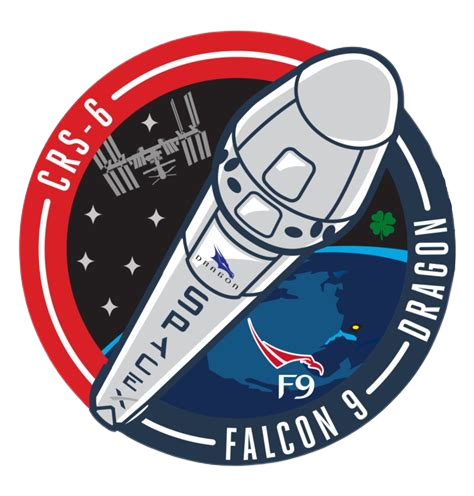 CRS-6
DRAGON
SPACEX
F9
FALCON 9
DRAGON